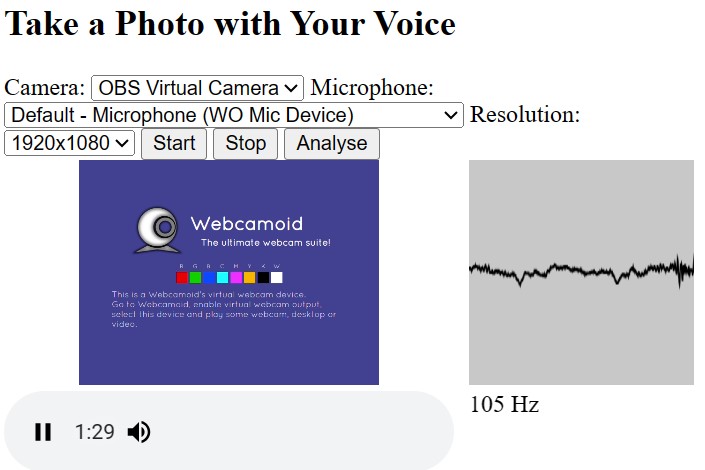 Take a Photo with Your Voice
Camera: OBS Virtual Camera Microphone:
Default - Microphone (WO Mic Device) Resolution:
1920x1080 Start Stop Analyse
Webcamoid
The ultimate webcam suite!
R G B C M Y K W
This is a Webcamoid's virtual webcam device.
Go to Webcamoid, enable virtual webcam output,
select this device and play some webcam, desktop or
video.
105 Hz
1:29